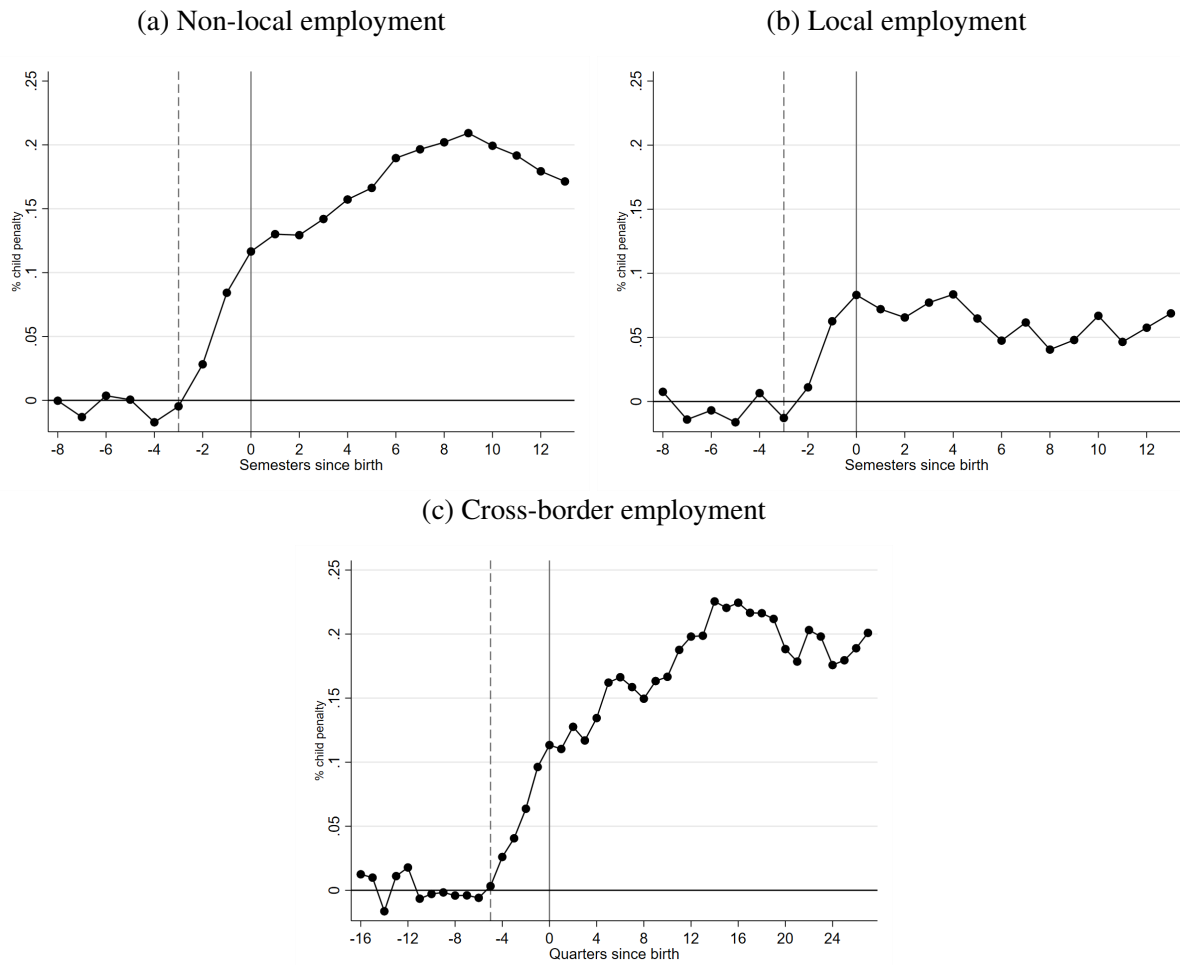 (a) Non-local employment
% child penalty
.25
.2
.15
.1
.05
0
-8 -6 -4 -2 0 2 4 6 8 10 12
Semesters since birth
(b) Local employment
% child penalty
.25
.2
.15
.1
.05
0
-8 -6 -4 -2 0 2 4 6 8 10 12
Semesters since birth
(c) Cross-border employment
% child penalty
.25
.2
.15
.1
.05
0
-16 -12 -8 -4 0 4 8 12 16 20 24
Quarters since birth